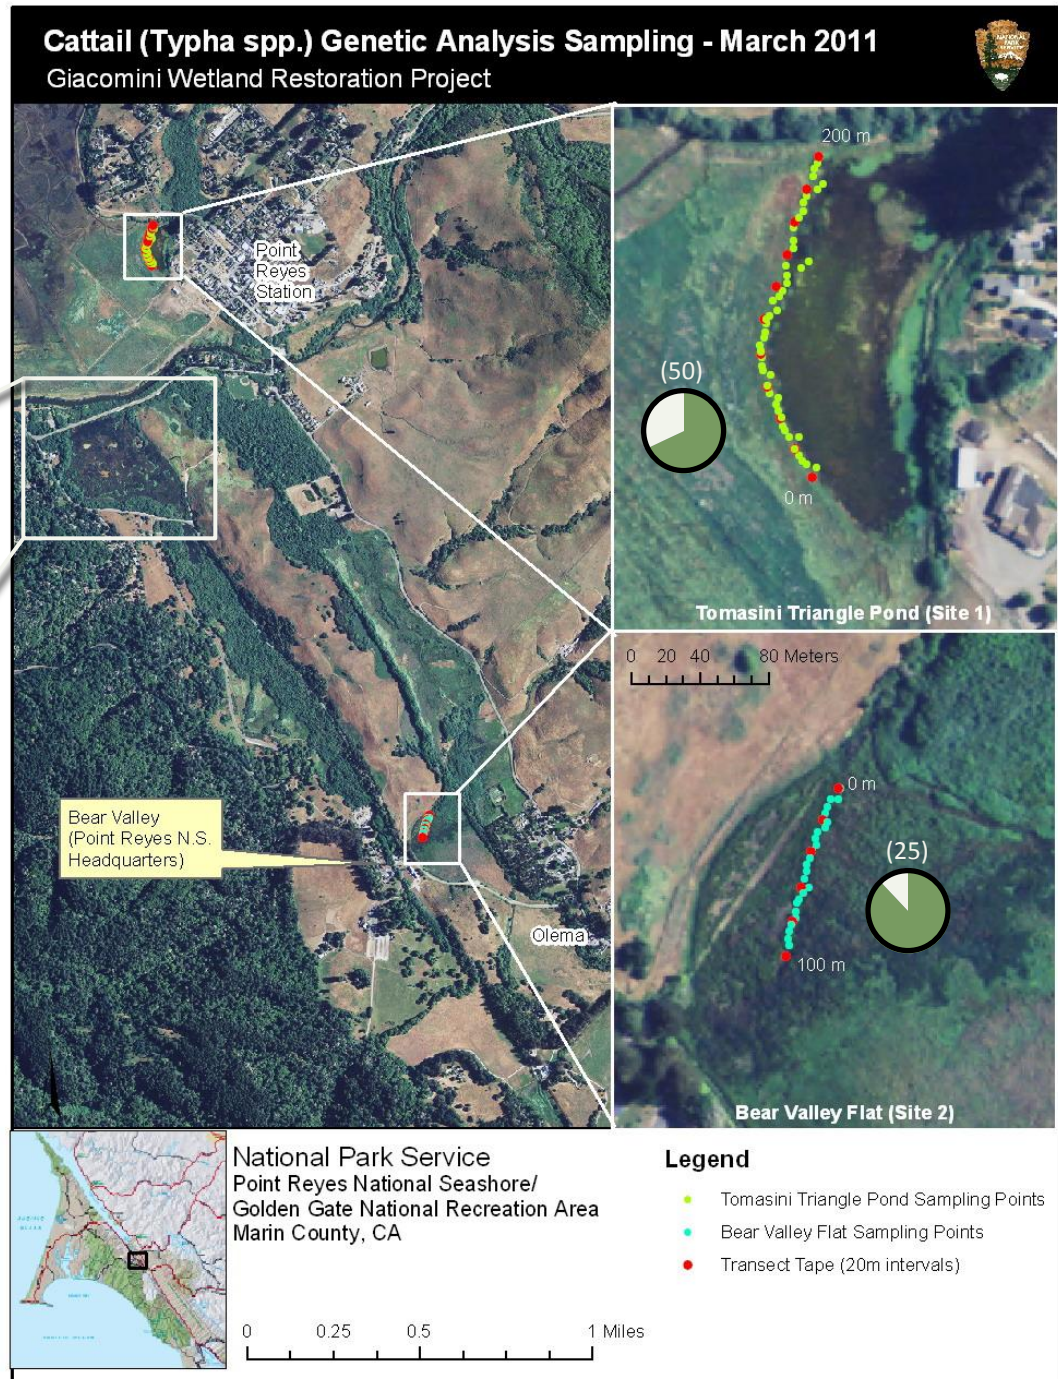 Cattail (Typha spp.) Genetic Analysis Sampling - March 2011
Giacomini Wetland Restoration Project
NATIONAL
PARK
SERVICE
Point
Reyes
Station
200 m
(50)
0 m
Tomasini Triangle Pond (Site 1)
0 20 40 80 Meters
0 m
(25)
100 m
Bear Valley Flat (Site 2)
Bear Valley
(Point Reyes N.S.
Headquarters)
Olema
National Park Service
Point Reyes National Seashore/
Golden Gate National Recreation Area
Marin County, CA
0 0.25 0.5 1 Miles
Legend
Tomasini Triangle Pond Sampling Points
Bear Valley Flat Sampling Points
Transect Tape (20m intervals)